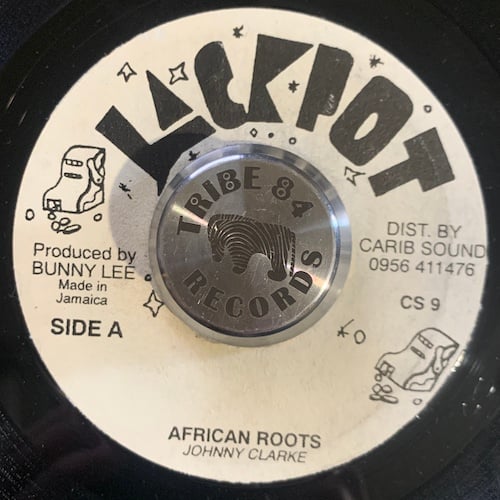 JACKPOT
TRIBE 84
RECORDS
Produced by
BUNNY LEE
Made in
Jamaica
SIDE A
DIST. BY
CARIB SOUND
0956 411476
CS 9
AFRICAN ROOTS
JOHNNY CLARKE